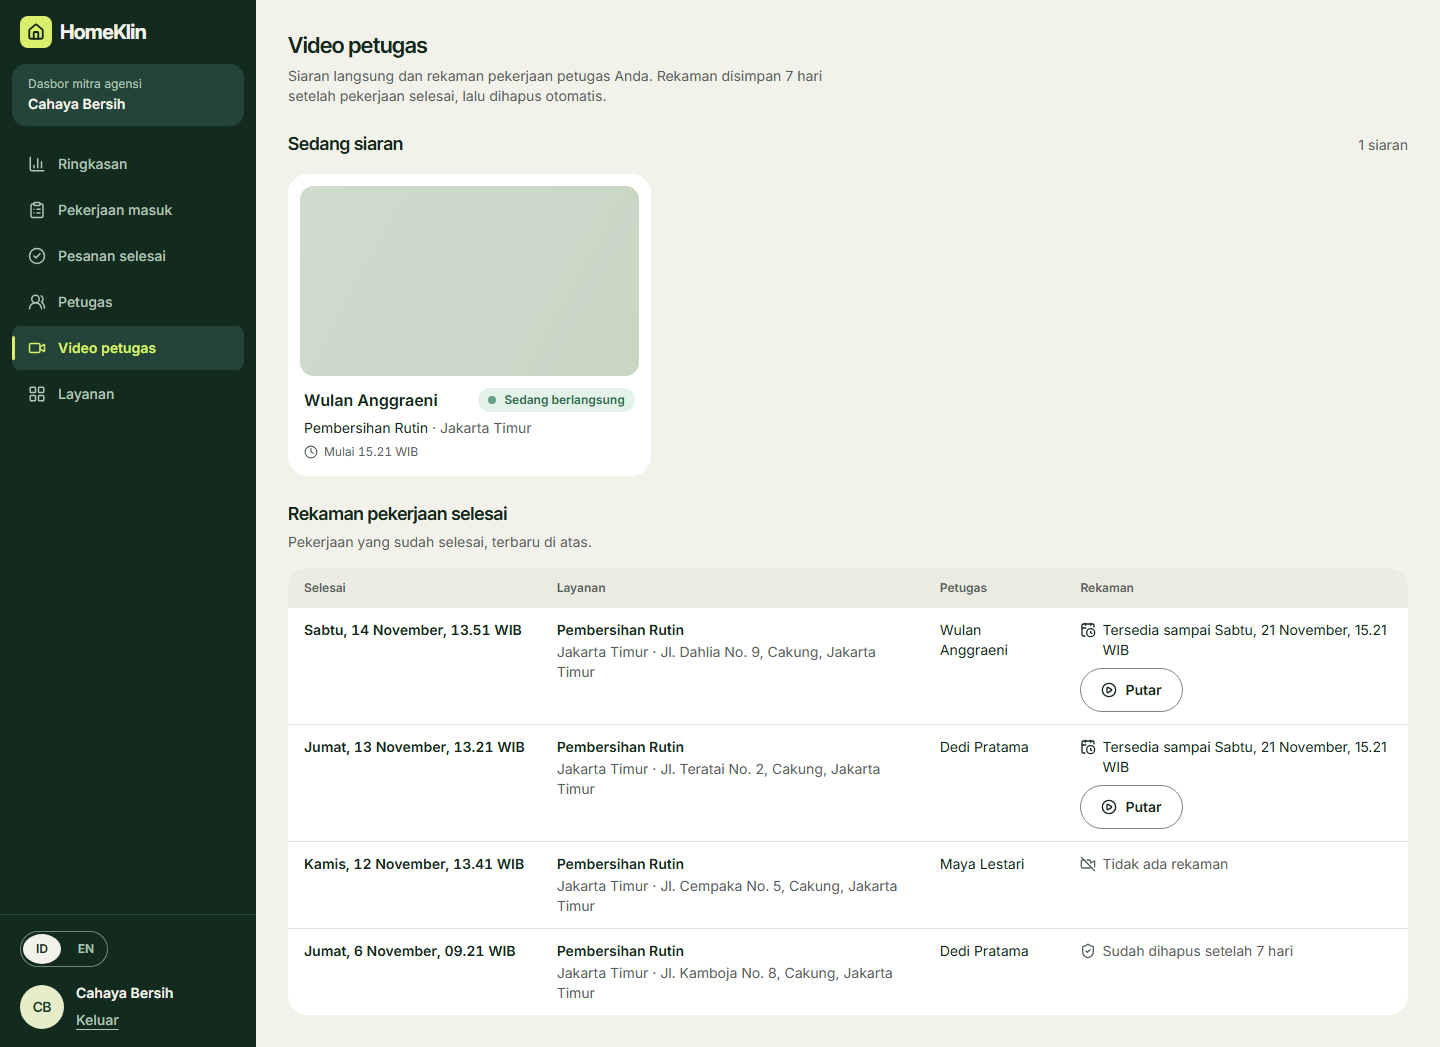 HomeKlin
Dasbor mitra agensi
Cahaya Bersih
Ringkasan
Pekerjaan masuk
Pesanan selesai
Petugas
Video petugas
Layanan
ID EN
CB
Cahaya Bersih
Keluar
Video petugas
Siaran langsung dan rekaman pekerjaan petugas Anda. Rekaman disimpan 7 hari
setelah pekerjaan selesai, lalu dihapus otomatis.
Sedang siaran
1 siaran
Wulan Anggraeni
Sedang berlangsung
Pembersihan Rutin · Jakarta Timur
Mulai 15.21 WIB
Rekaman pekerjaan selesai
Pekerjaan yang sudah selesai, terbaru di atas.
Selesai Layanan Petugas Rekaman
Sabtu, 14 November, 13.51 WIB
Pembersihan Rutin
Jakarta Timur · Jl. Dahlia No. 9, Cakung, Jakarta
Timur
Wulan
Anggraeni
Tersedia sampai Sabtu, 21 November, 15.21
WIB
Putar
Jumat, 13 November, 13.21 WIB
Pembersihan Rutin
Jakarta Timur · Jl. Teratai No. 2, Cakung, Jakarta
Timur
Dedi Pratama
Tersedia sampai Sabtu, 21 November, 15.21
WIB
Putar
Kamis, 12 November, 13.41 WIB
Pembersihan Rutin
Jakarta Timur · Jl. Cempaka No. 5, Cakung, Jakarta
Timur
Maya Lestari
Tidak ada rekaman
Jumat, 6 November, 09.21 WIB
Pembersihan Rutin
Jakarta Timur · Jl. Kamboja No. 8, Cakung, Jakarta
Timur
Dedi Pratama
Sudah dihapus setelah 7 hari